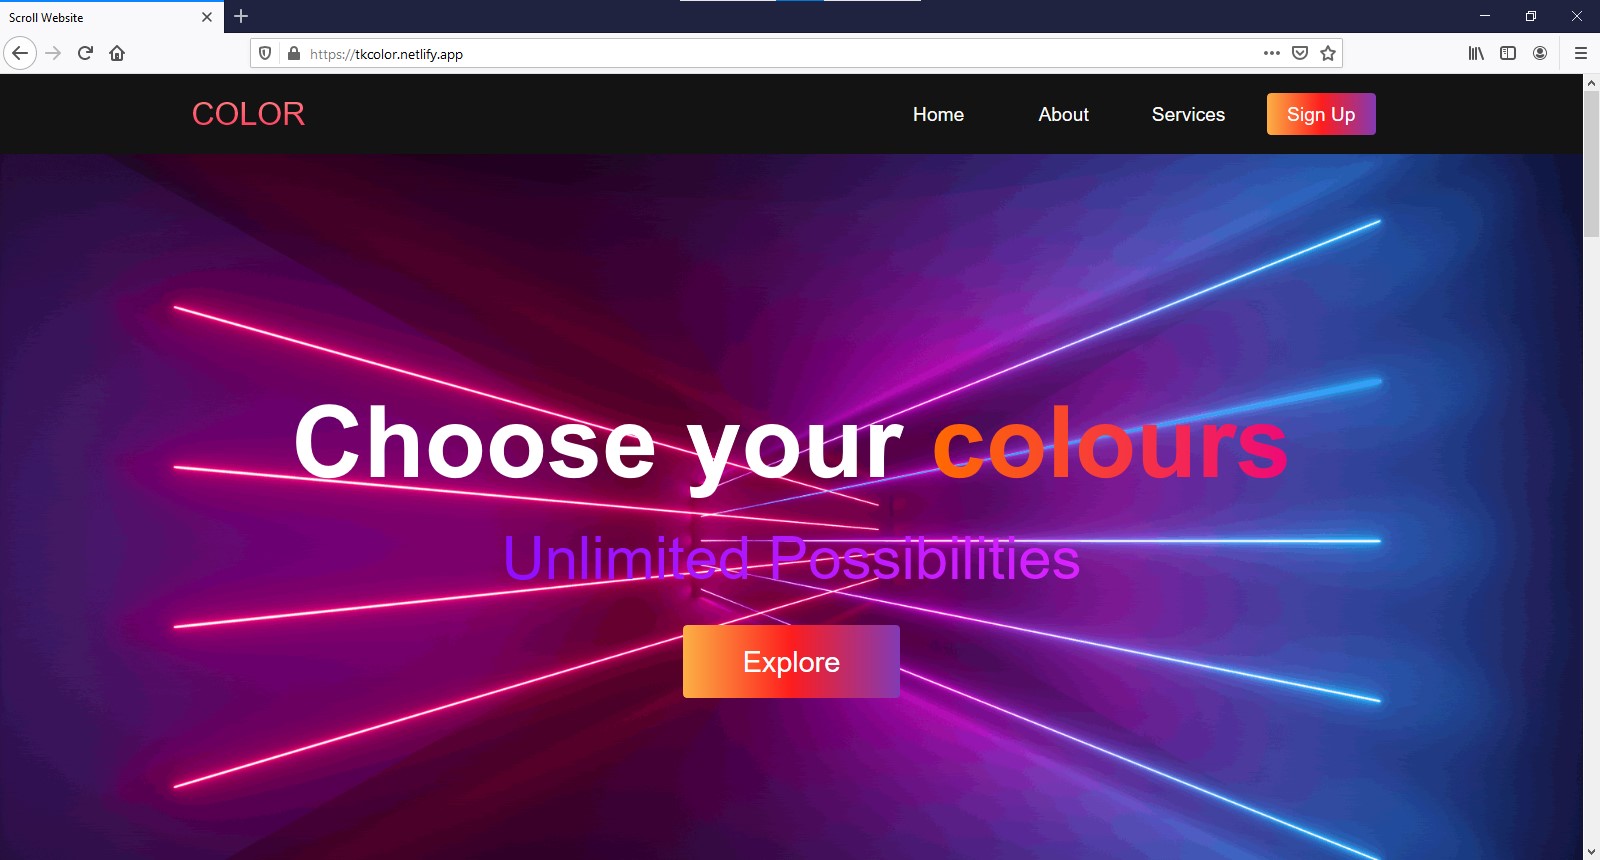 Scroll Website
https://tkcolor.netlify.app
COLOR
Home
About
Services
Sign Up
Choose your colours
Unlimited Possibilities
Explore